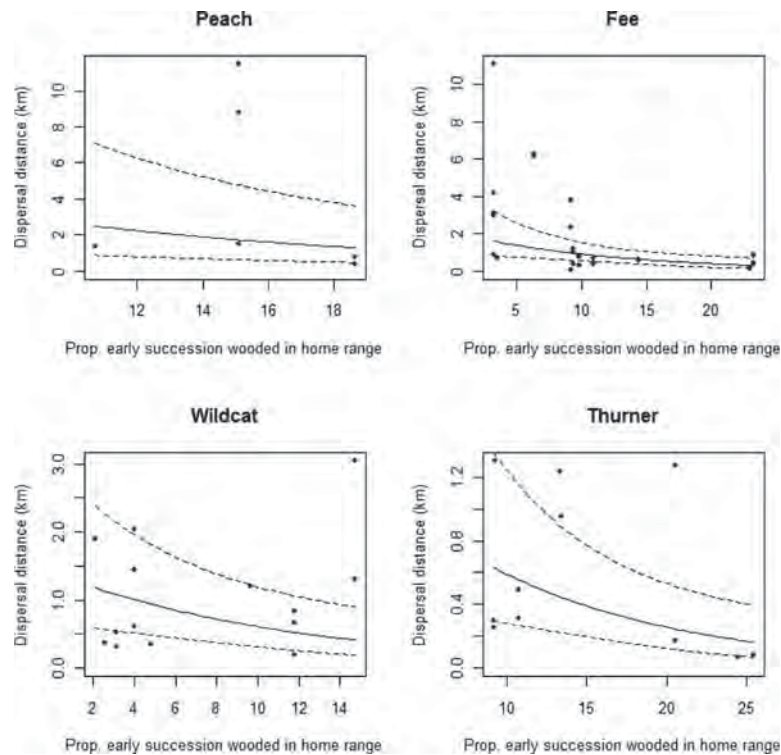 Peach
Fee
Dispersal distance (km)
0 2 4 6 8 10
12 14 16 18
Prop. early succession wooded in home range
Dispersal distance (km)
0 2 4 6 8 10
5 10 15 20
Prop. early succession wooded in home range
Wildcat
Thurner
Dispersal distance (km)
0.0 1.0 2.0 3.0
2 4 6 8 10 12 14
Prop. early succession wooded in home range
Dispersal distance (km)
0.0 0.4 0.8 1.2
10 15 20 25
Prop. early succession wooded in home range